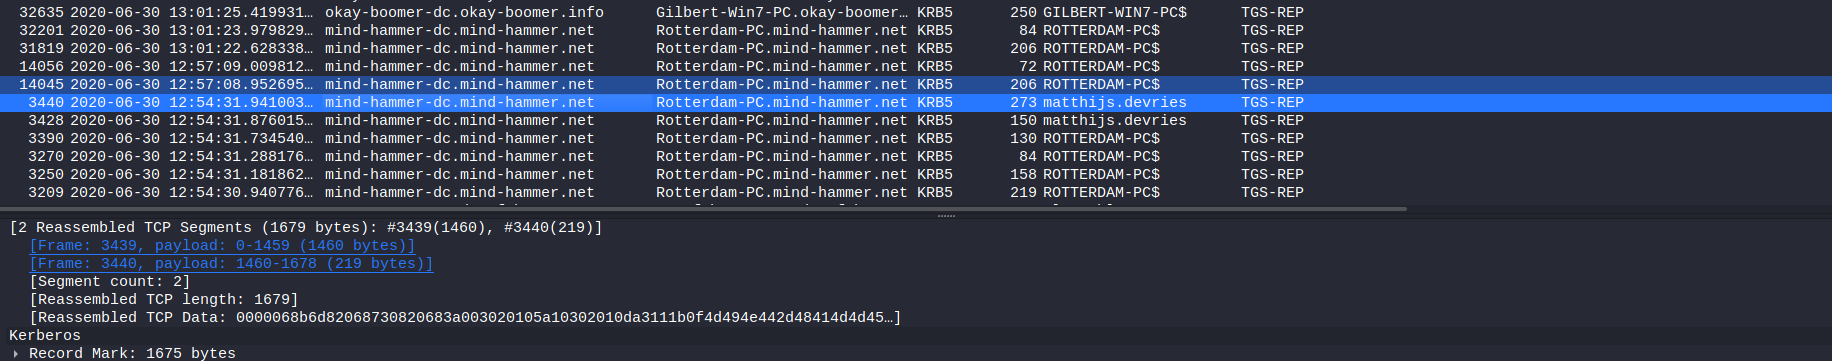 32635 2020-06-30 13:01:25.419931… okay-boomer-dc.okay-boomer.info Gilbert-Win7-PC.okay-boomer… KRB5 250 GILBERT-WIN7-PC$ TGS-REP
32201 2020-06-30 13:01:23.979829… mind-hammer-dc.mind-hammer.net Rotterdam-PC.mind-hammer.net KRB5 84 ROTTERDAM-PC$ TGS-REP
31819 2020-06-30 13:01:22.628338… mind-hammer-dc.mind-hammer.net Rotterdam-PC.mind-hammer.net KRB5 206 ROTTERDAM-PC$ TGS-REP
14056 2020-06-30 12:57:09.009812… mind-hammer-dc.mind-hammer.net Rotterdam-PC.mind-hammer.net KRB5 72 ROTTERDAM-PC$ TGS-REP
14045 2020-06-30 12:57:08.952695… mind-hammer-dc.mind-hammer.net Rotterdam-PC.mind-hammer.net KRB5 206 ROTTERDAM-PC$ TGS-REP
3440 2020-06-30 12:54:31.941003… mind-hammer-dc.mind-hammer.net Rotterdam-PC.mind-hammer.net KRB5 273 matthijs.devries TGS-REP
3428 2020-06-30 12:54:31.876015… mind-hammer-dc.mind-hammer.net Rotterdam-PC.mind-hammer.net KRB5 150 matthijs.devries TGS-REP
3390 2020-06-30 12:54:31.734540… mind-hammer-dc.mind-hammer.net Rotterdam-PC.mind-hammer.net KRB5 130 ROTTERDAM-PC$ TGS-REP
3270 2020-06-30 12:54:31.288176… mind-hammer-dc.mind-hammer.net Rotterdam-PC.mind-hammer.net KRB5 84 ROTTERDAM-PC$ TGS-REP
3250 2020-06-30 12:54:31.181862… mind-hammer-dc.mind-hammer.net Rotterdam-PC.mind-hammer.net KRB5 158 ROTTERDAM-PC$ TGS-REP
3209 2020-06-30 12:54:30.940776… mind-hammer-dc.mind-hammer.net Rotterdam-PC.mind-hammer.net KRB5 219 ROTTERDAM-PC$ TGS-REP
[2 Reassembled TCP Segments (1679 bytes): #3439(1460), #3440(219)]
[Frame: 3439, payload: 0-1459 (1460 bytes)]
[Frame: 3440, payload: 1460-1678 (219 bytes)]
[Segment count: 2]
[Reassembled TCP length: 1679]
[Reassembled TCP Data: 0000068b6d82068730820683a003020105a10302010da3111b0f4d494e442d48414d4d45…]
Kerberos
Record Mark: 1675 bytes